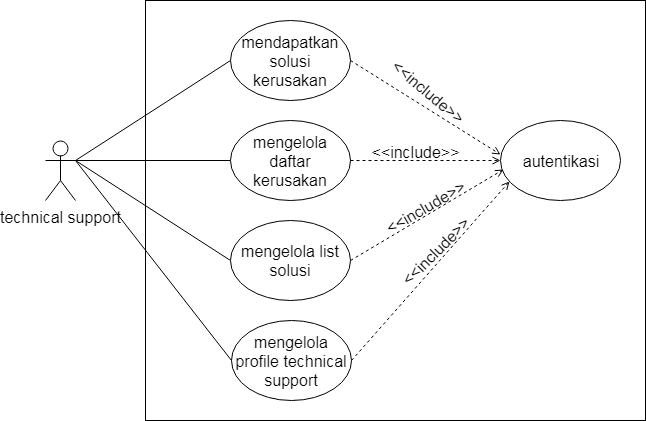 mendapatkan
solusi
kerusakan
<<include>>
mengelola
daftar
kerusakan
<<include>>
autentikasi
technical support
mengelola list
solusi
<<include>>
<<include>>
mengelola
profile technical
support